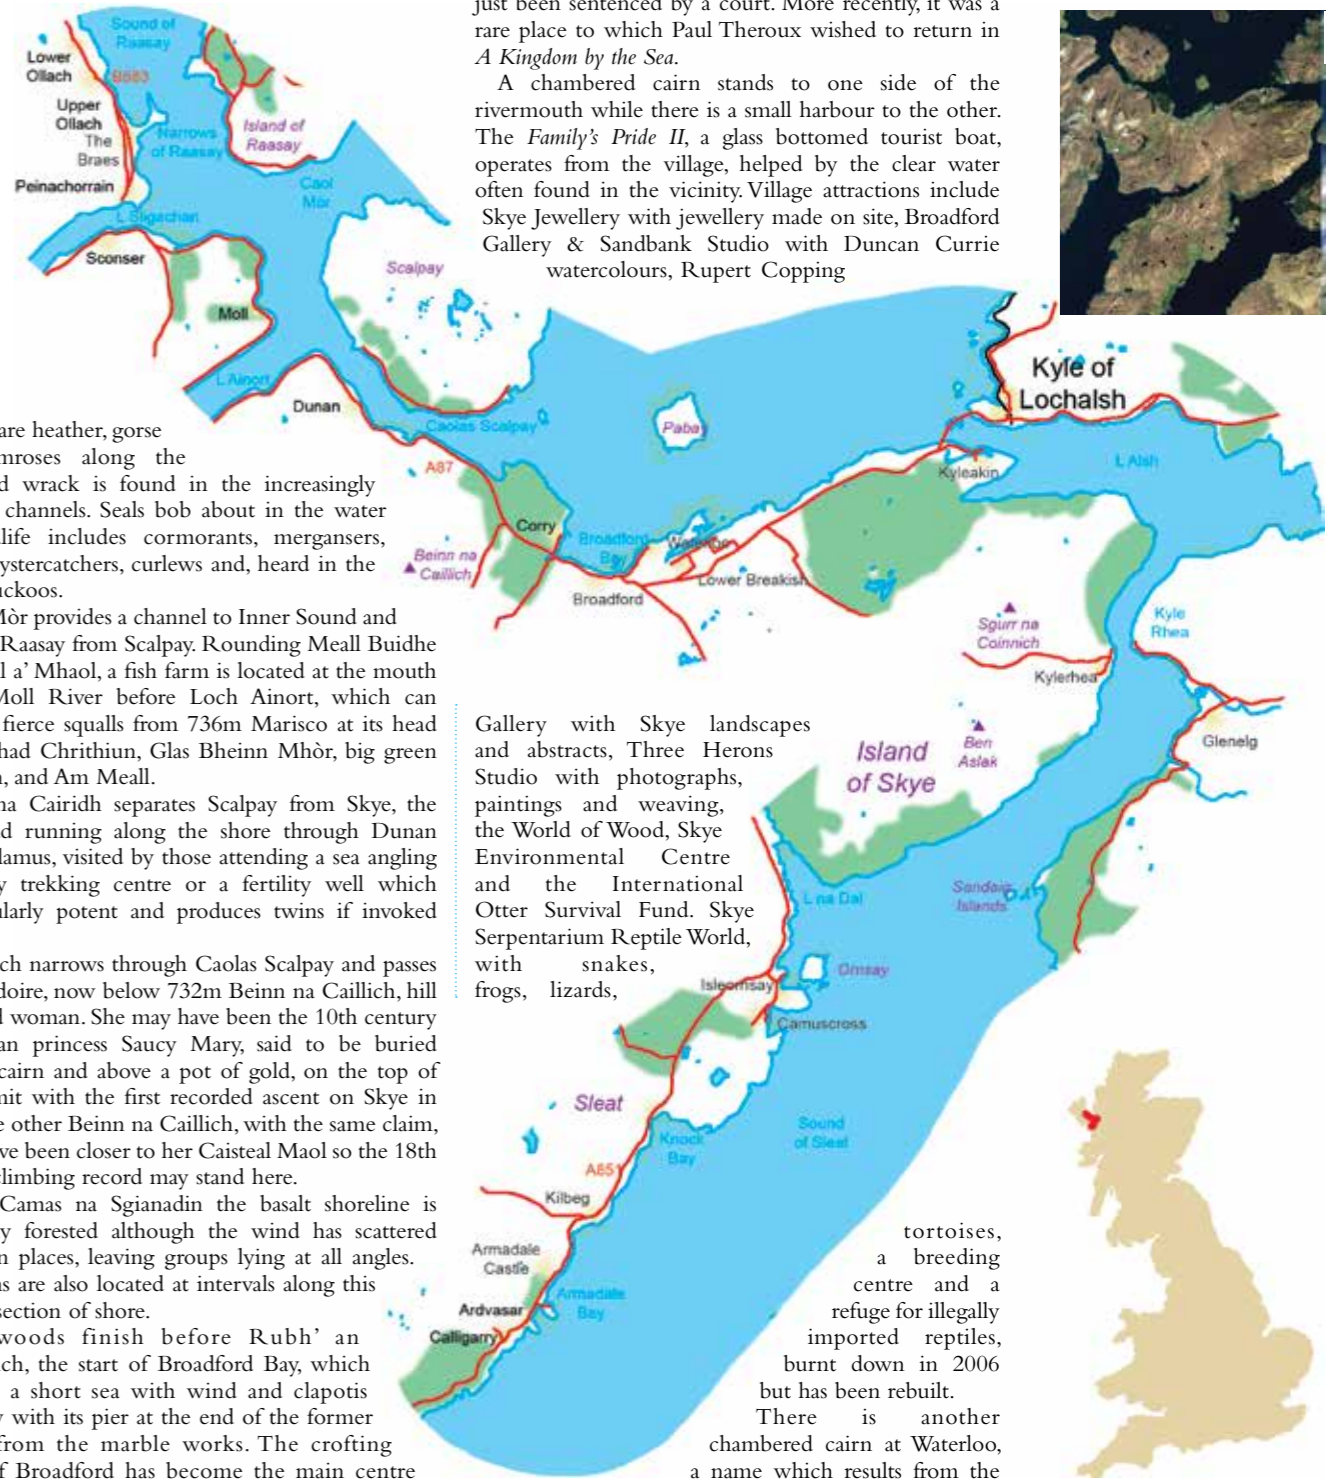 just been sentenced by a court. More recently, it was a
rare place to which Paul Theroux wished to return in
A Kingdom by the Sea.
A chambered cairn stands to one side of the
rivermouth while there is a small harbour to the other.
The Family's Pride II, a glass bottomed tourist boat,
operates from the village, helped by the clear water
often found in the vicinity. Village attractions include
Skye Jewellery with jewellery made on site, Broadford
Gallery & Sandbank Studio with Duncan Currie
watercolours, Rupert Copping
Sound of
Raasay
Lower
Ollach
B883
Upper
Ollach
The
Braes
Narrows
of Raasay
Island of
Raasay
Peinachorrain
Caol
Mor
L Sligachan
Sconser
Scalpay
Moll
L Ainort
Dunan
Caolas Scalpay
Pabay
Kyle of
Lochalsh
A87
Kyleakin
L Alsh
Corry
Broadford
Bay
Waterloo
Beinn na
Caillich
Lower Breakish
Broadford
Sgurr na
Coinnich
Kyle
Rhea
Kylerhea
Glenelg
Ben
Aslak
Island
of Skye
are heather, gorse
mroses along the
d wrack is found in the increasingly
channels. Seals bob about in the water
life includes cormorants, mergansers,
ystercatchers, curlews and, heard in the
uckoos.
Mòr provides a channel to Inner Sound and
Raasay from Scalpay. Rounding Meall Buidhe
l a' Mhaol, a fish farm is located at the mouth
Moll River before Loch Ainort, which can
fierce squalls from 736m Marisco at its head
had Chrithiun, Glas Bheinn Mhòr, big green
n, and Am Meall.
na Cairidh separates Scalpay from Skye, the
d running along the shore through Dunan
lamus, visited by those attending a sea angling
y trekking centre or a fertility well which
ularly potent and produces twins if invoked
ch narrows through Caolas Scalpay and passes
doire, now below 732m Beinn na Caillich, hill
d woman. She may have been the 10th century
an princess Saucy Mary, said to be buried
cairn and above a pot of gold, on the top of
mit with the first recorded ascent on Skye in
e other Beinn na Caillich, with the same claim,
ve been closer to her Caisteal Maol so the 18th
climbing record may stand here.
Camas na Sgianadin the basalt shoreline is
y forested although the wind has scattered
n places, leaving groups lying at all angles.
ns are also located at intervals along this
section of shore.
woods finish before Rubh' an
ch, the start of Broadford Bay, which
a short sea with wind and clapotis
y with its pier at the end of the former
from the marble works. The crofting
f Broadford has become the main centre
Gallery with Skye landscapes
and abstracts, Three Herons
Studio with photographs,
paintings and weaving,
the World of Wood, Skye
Environmental Centre
and the International
Otter Survival Fund. Skye
Serpentarium Reptile World,
with snakes,
frogs, lizards,
L na Dal
Sandaig
Islands
Isleornsay
Ornsay
Camuscross
Sleat
Knock
Bay
Sound
of Sleat
A851
Kilbeg
Armadale
Castle
Armadale
Bay
Ardvasar
Calligarry
tortoises,
a breeding
centre and a
refuge for illegally
imported reptiles,
burnt down in 2006
but has been rebuilt.
There is another
chambered cairn at Waterloo,
a name which results from the